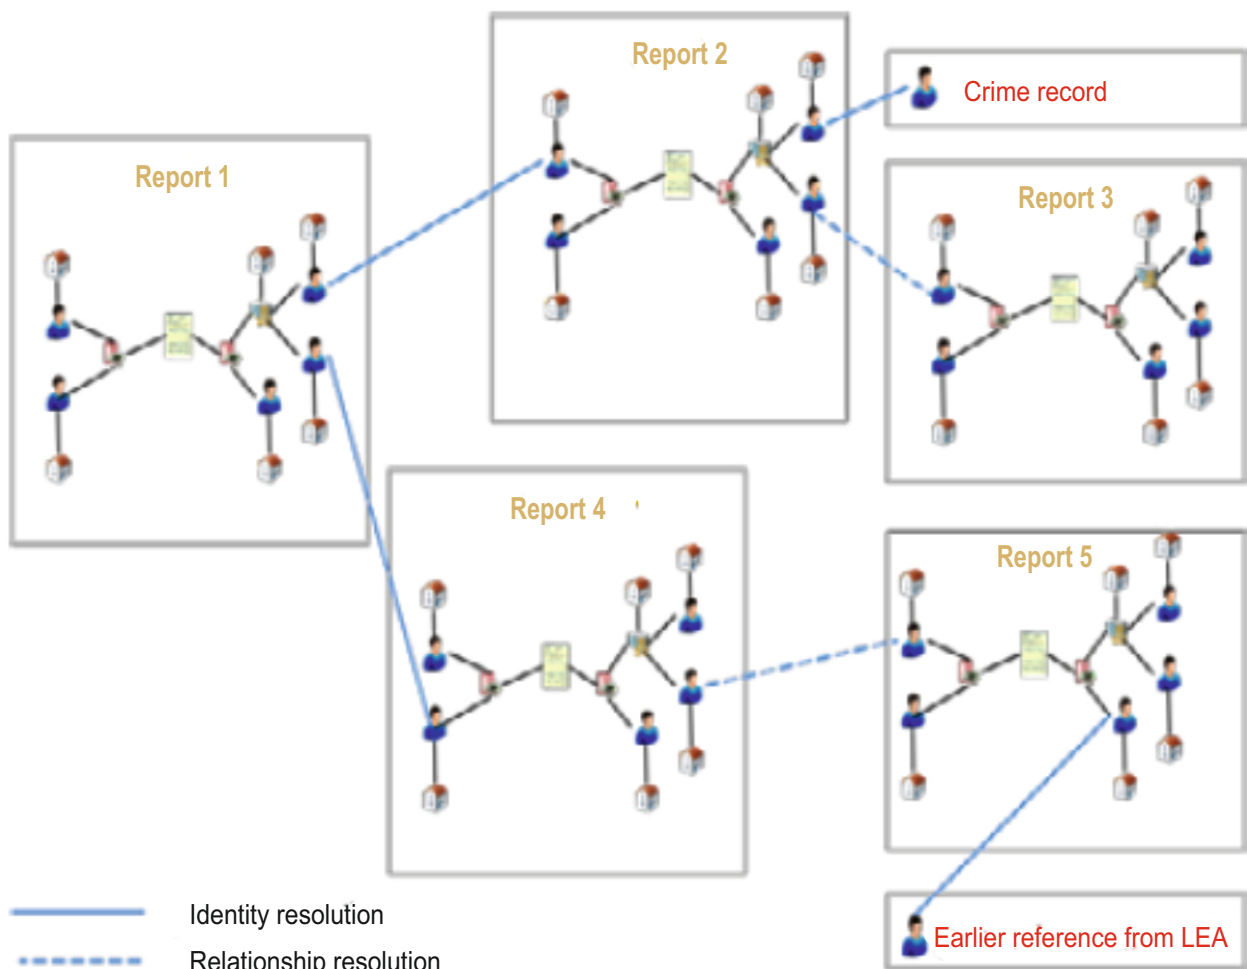 Report 1
Report 2
Crime record
Report 3
Report 4
Report 5
Identity resolution
Earlier reference from LEA
Relationship resolution